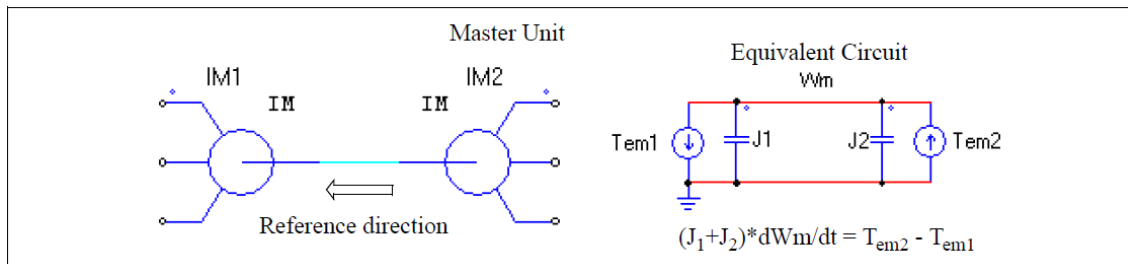 Master Unit
IM1
IM2
IM
IM
Reference direction
Equivalent Circuit
Wm
Tem1
J1
J2
Tem2
(J₁+J₂)*dWm/dt = Tₑₘ₂ - Tₑₘ₁